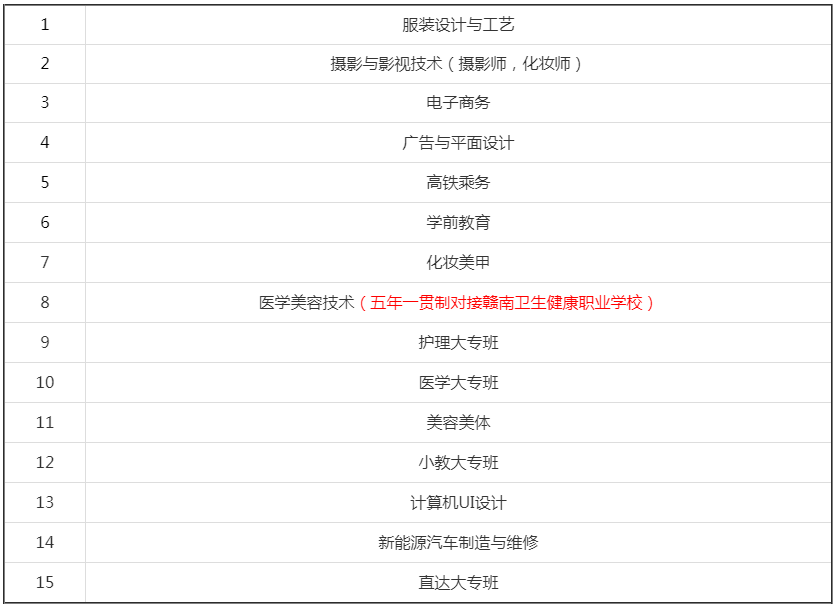 1 服装设计与工艺
2 摄影与影视技术（摄影师，化妆师）
3 电子商务
4 广告与平面设计
5 高铁乘务
6 学前教育
7 化妆美甲
8 医学美容技术（五年一贯制对接赣南卫生健康职业学校）
9 护理大专班
10 医学大专班
11 美容美体
12 小教大专班
13 计算机UI设计
14 新能源汽车制造与维修
15 直达大专班